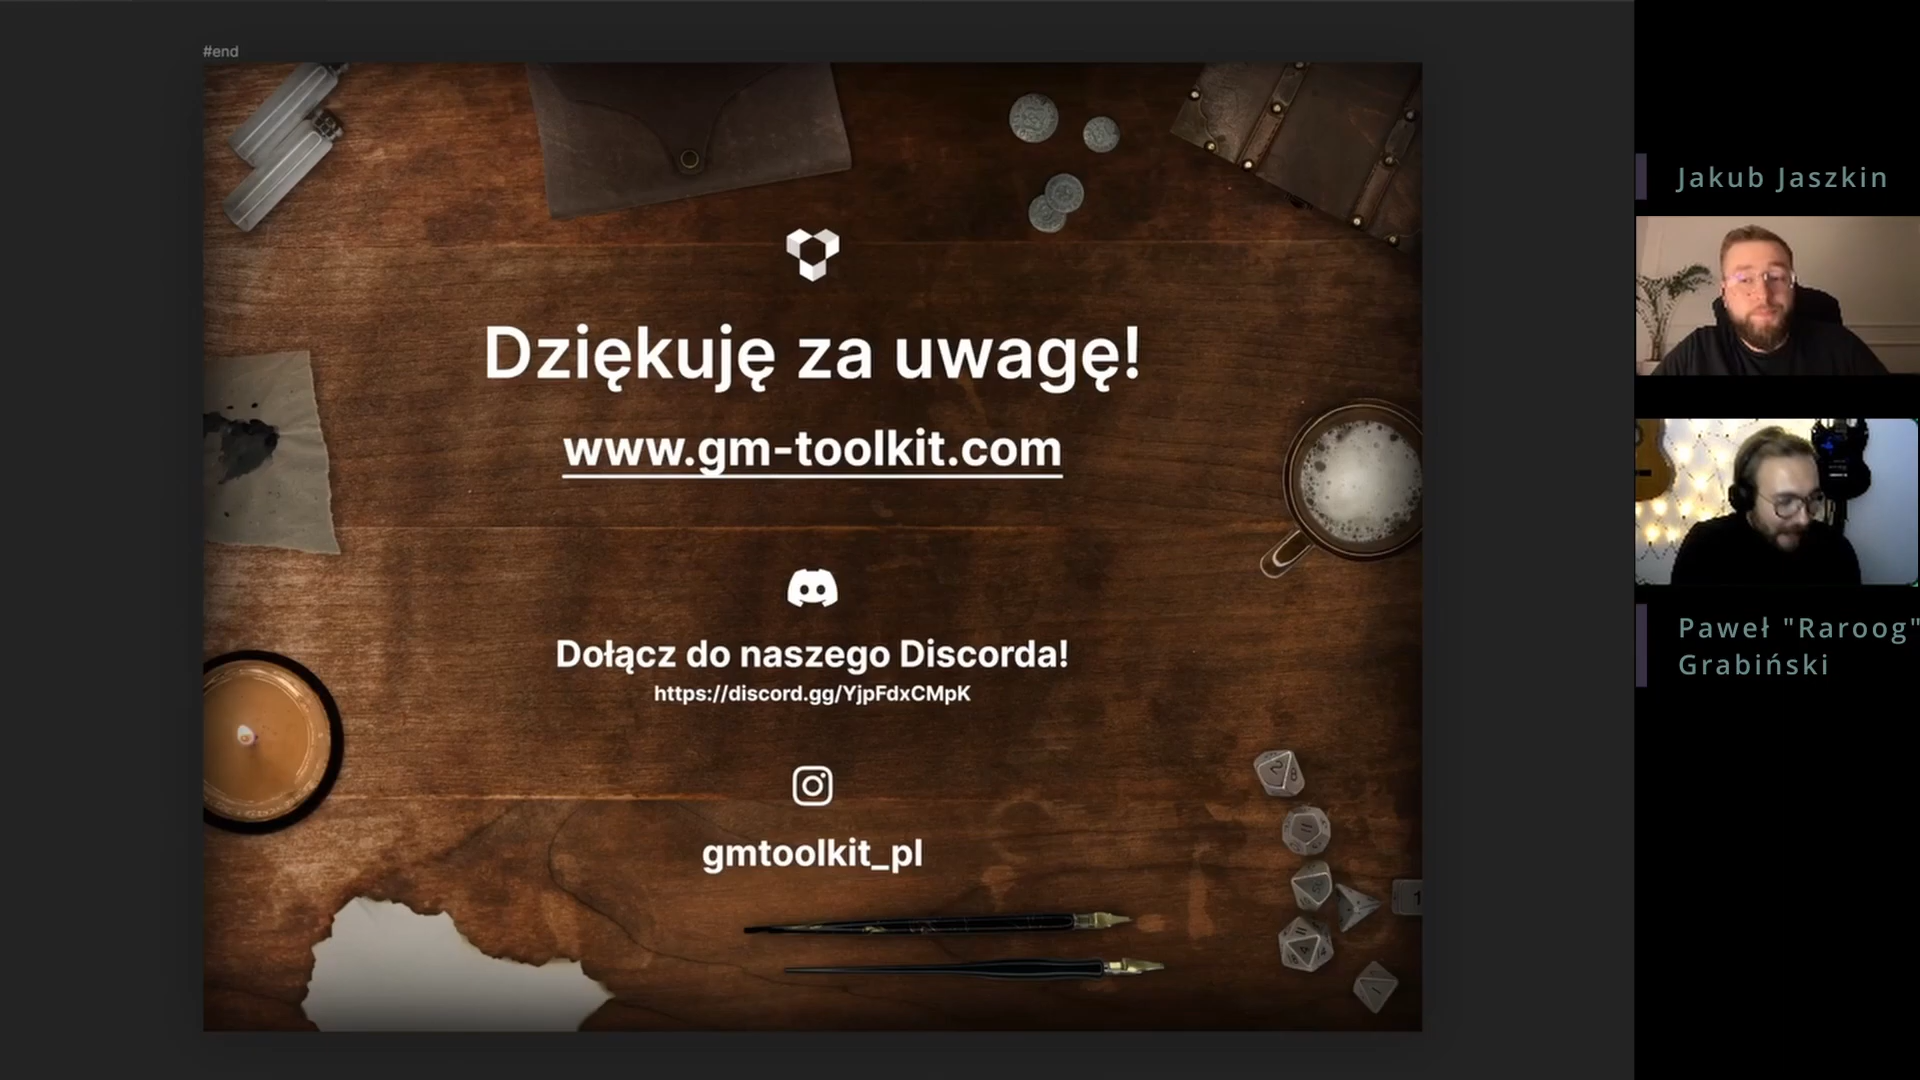 #end
Dziękuję za uwagę!
www.gm-toolkit.com
Dołącz do naszego Discorda!
https://discord.gg/YjpFdxCMpK
gmtoolkit_pl
Jakub Jaszkin
Paweł "Raroog"
Grabiński